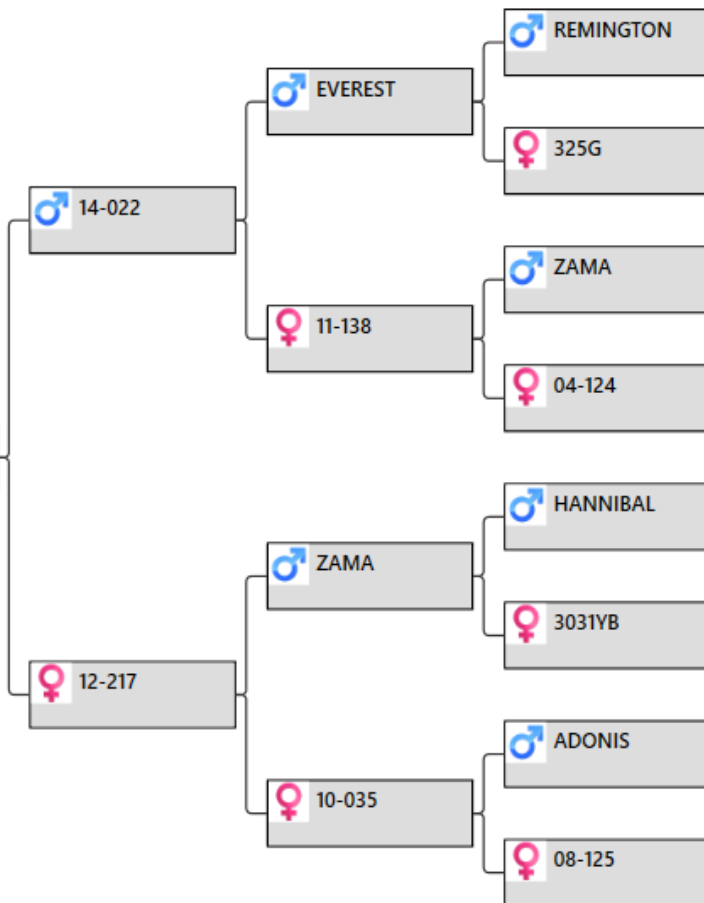 REMINGTON
EVEREST
325G
14-022
ZAMA
11-138
04-124
HANNIBAL
ZAMA
3031YB
12-217
ADONIS
10-035
08-125